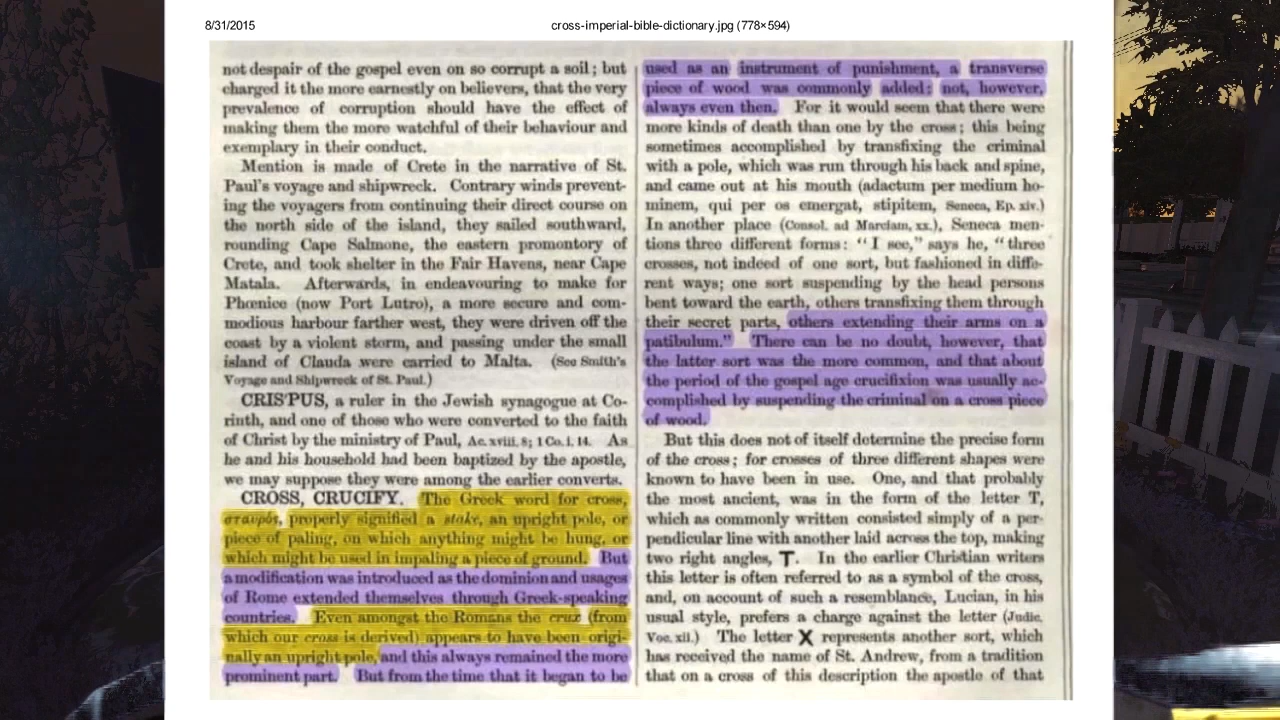 8/31/2015
cross-imperial-bible-dictionary.jpg (778×594)
not despair of the gospel even on so corrupt a soil; but
charged it the more earnestly on believers, that the very
prevalence of corruption should have the effect of
making them the more watchful of their behaviour and
exemplary in their conduct.
Mention is made of Crete in the narrative of St.
Paul's voyage and shipwreck. Contrary winds prevent-
ing the voyagers from continuing their direct course on
the north side of the island, they sailed southward,
rounding Cape Salmone, the eastern promontory of
Crete, and took shelter in the Fair Havens, near Cape
Matala. Afterwards, in endeavouring to make for
Phœnice (now Port Lutro), a more secure and com-
modious harbour farther west, they were driven off the
coast by a violent storm, and passing under the small
island of Clauda were carried to Malta. (See Smith's
Voyage and Shipwreck of St. Paul.)
CRIS'PUS, a ruler in the Jewish synagogue at Co-
rinth, and one of those who were converted to the faith
of Christ by the ministry of Paul, Ac. xviii. 8; 1 Co. i. 14. As
he and his household had been baptized by the apostle,
we may suppose they were among the earlier converts.
CROSS, CRUCIFY. The Greek word for cross,
σταυρός, properly signified a stake, an upright pole, or
piece of paling, on which anything might be hung, or
which might be used in impaling a piece of ground. But
a modification was introduced as the dominion and usages
of Rome extended themselves through Greek-speaking
countries. Even amongst the Romans the crux (from
which our cross is derived) appears to have been origi-
nally an upright pole, and this always remained the more
prominent part. But from the time that it began to be
used as an instrument of punishment, a transverse
piece of wood was commonly added: not, however,
always even then. For it would seem that there were
more kinds of death than one by the cross; this being
sometimes accomplished by transfixing the criminal
with a pole, which was run through his back and spine,
and came out at his mouth (adactum per medium ho-
minem, qui per os emergat, stipitem, Seneca, Ep. xiv.)
In another place (Consol. ad Marciam, xx.), Seneca men-
tions three different forms: "I see," says he, "three
crosses, not indeed of one sort, but fashioned in diffe-
rent ways; one sort suspending by the head persons
bent toward the earth, others transfixing them through
their secret parts, others extending their arms on a
patibulum." There can be no doubt, however, that
the latter sort was the more common, and that about
the period of the gospel age crucifixion was usually ac-
complished by suspending the criminal on a cross piece
of wood.
But this does not of itself determine the precise form
of the cross; for crosses of three different shapes were
known to have been in use. One, and that probably
the most ancient, was in the form of the letter T,
which as commonly written consisted simply of a per-
pendicular line with another laid across the top, making
two right angles, T. In the earlier Christian writers
this letter is often referred to as a symbol of the cross,
and, on account of such a resemblance, Lucian, in his
usual style, prefers a charge against the letter (Judic.
Voc. xii.) The letter X represents another sort, which
has received the name of St. Andrew, from a tradition
that on a cross of this description the apostle of that